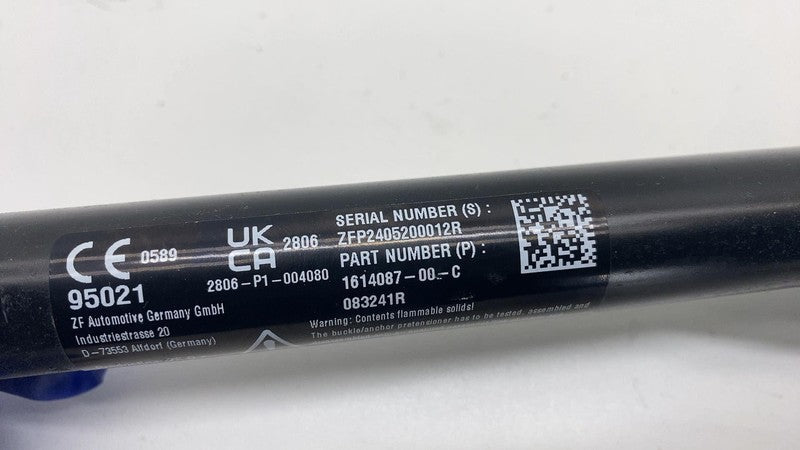 CE 0589
95021
ZF Automotive Germany GmbH
Industriestrasse 20
D-73553 Alfdorf (Germany)
UK
CA 2806
2806-P1-004080
SERIAL NUMBER (S) :
ZFP2405200012R
PART NUMBER (P) :
1614087-00-C
083241R
Warning: Contents flammable solids!
The buckle/anchor pretensioner has to be tested, assembled and